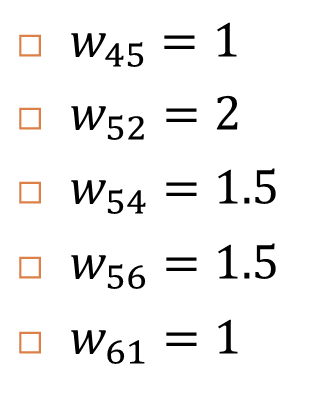 □ w₄₅ = 1
□ w₅₂ = 2
□ w₅₄ = 1.5
□ w₅₆ = 1.5
□ w₆₁ = 1